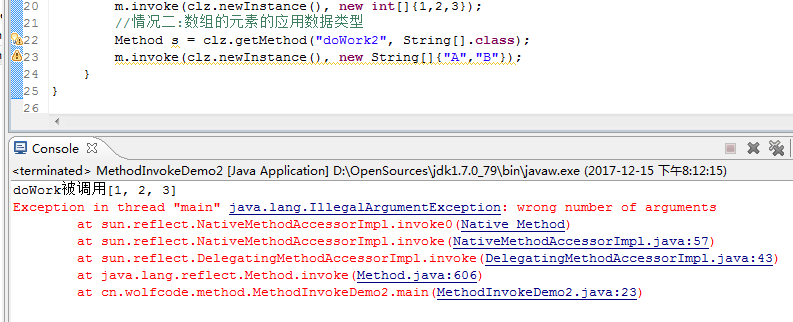 20 m.invoke(clz.newInstance(), new int[]{1,2,3});
21 //情况二:数组的元素的应用数据类型
22 Method s = clz.getMethod("doWork2", String[].class);
23 m.invoke(clz.newInstance(), new String[]{"A","B"});
24 }
25 }
26
Console
<terminated> MethodInvokeDemo2 [Java Application] D:\OpenSources\jdk1.7.0_79\bin\javaw.exe (2017-12-15 下午8:12:15)
doWork被调用[1, 2, 3]
Exception in thread "main" java.lang.IllegalArgumentException: wrong number of arguments
at sun.reflect.NativeMethodAccessorImpl.invoke0(Native Method)
at sun.reflect.NativeMethodAccessorImpl.invoke(NativeMethodAccessorImpl.java:57)
at sun.reflect.DelegatingMethodAccessorImpl.invoke(DelegatingMethodAccessorImpl.java:43)
at java.lang.reflect.Method.invoke(Method.java:606)
at cn.wolfcode.method.MethodInvokeDemo2.main(MethodInvokeDemo2.java:23)